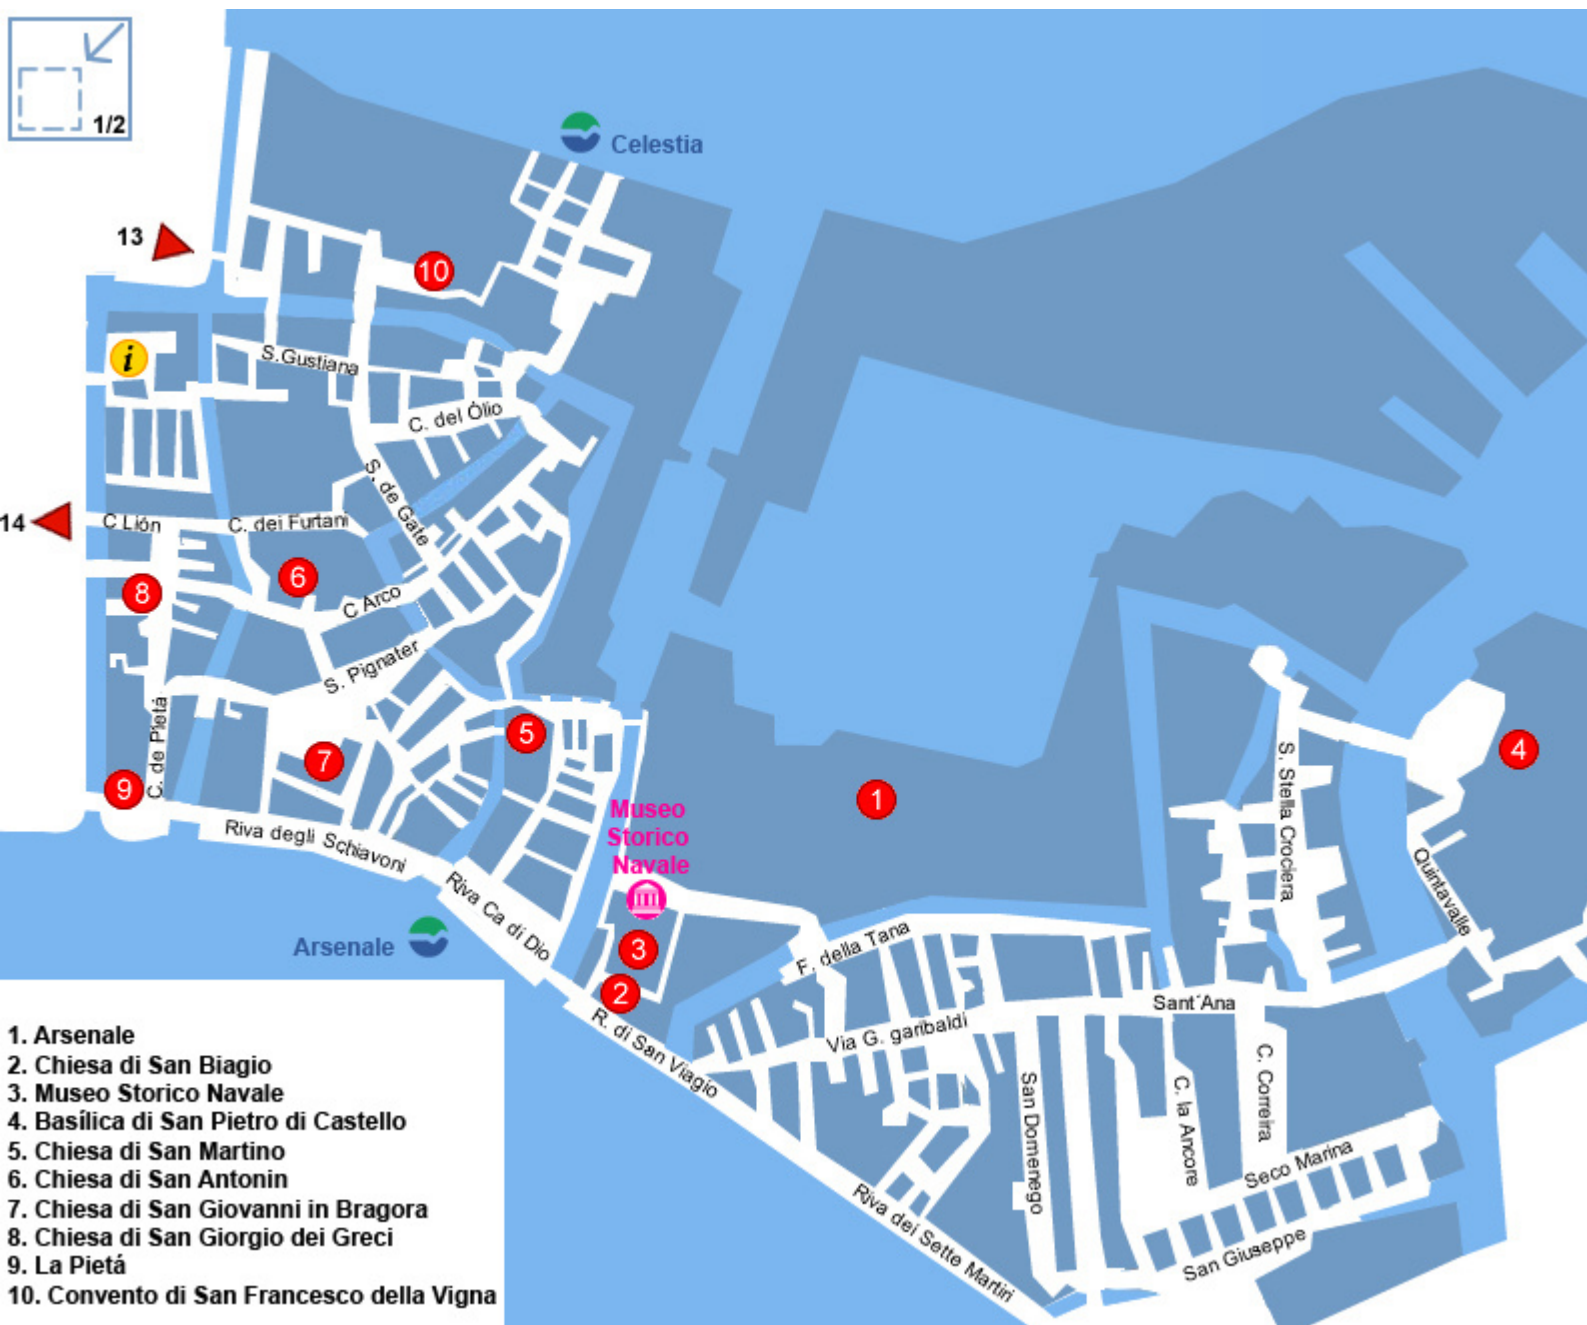 1/2
Celestia
13
10
i
S.Gustiana
C. del Ólio
S. de Gate
14
C Lión
C. dei Furtani
6
8
C Arco
S. Pignater
C. de Pietá
5
7
9
4
1
S. Stella Crociera
Riva degli Schiavoni
Museo
Storico
Navale
Quintavalle
Riva Ca di Dio
Arsenale
3
F. della Tana
2
Sant´Ana
R. di San Viagio
Via G. garibaldi
San Domenego
C. la Ancore
C. Correira
Seco Marina
Riva dei Sette Martiri
San Giuseppe
1. Arsenale
2. Chiesa di San Biagio
3. Museo Storico Navale
4. Basílica di San Pietro di Castello
5. Chiesa di San Martino
6. Chiesa di San Antonin
7. Chiesa di San Giovanni in Bragora
8. Chiesa di San Giorgio dei Greci
9. La Pietá
10. Convento di San Francesco della Vigna